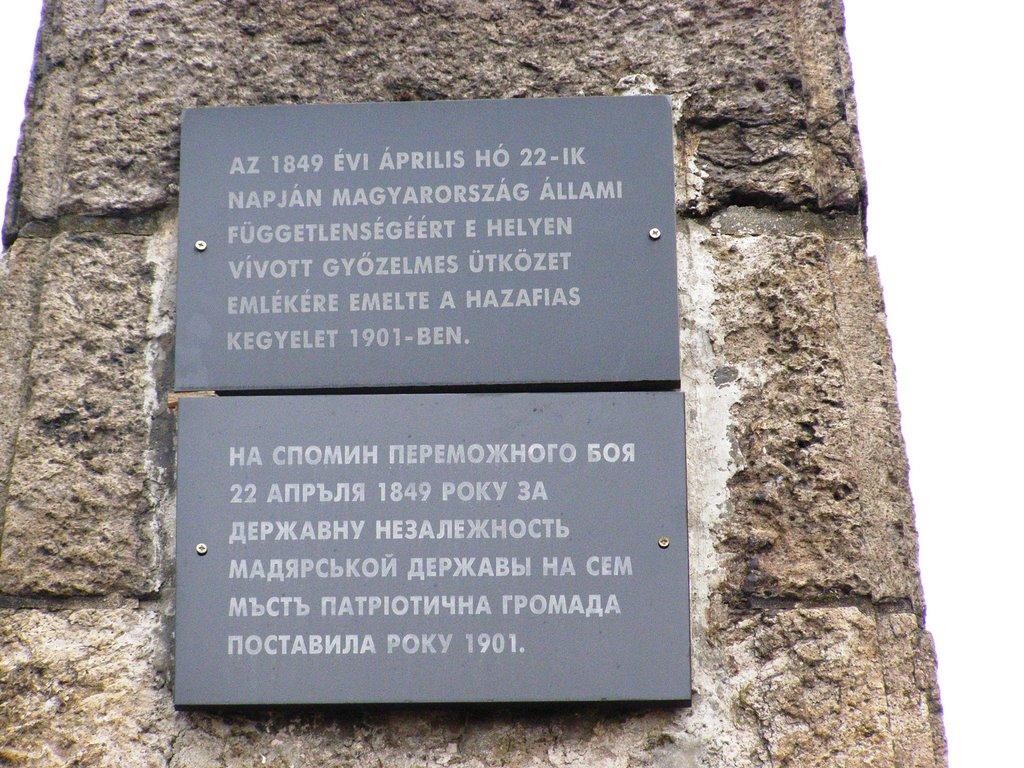 AZ 1849 ÉVI ÁPRILIS HÓ 22-IK
NAPJÁN MAGYARORSZÁG ÁLLAMI
FÜGGETLENSÉGÉÉRT E HELYEN
VÍVOTT GYŐZELMES ÜTKÖZET
EMLÉKÉRE EMELTE A HAZAFIAS
KEGYELET 1901-BEN.
НА СПОМИН ПЕРЕМОЖНОГО БОЯ
22 АПРЪЛЯ 1849 РОКУ ЗА
ДЕРЖАВНУ НЕЗАЛЕЖНОСТЬ
МАДЯРСЬКОЙ ДЕРЖАВЫ НА СЕМ
МЪСТЪ ПАТРІОТИЧНА ГРОМАДА
ПОСТАВИЛА РОКУ 1901.